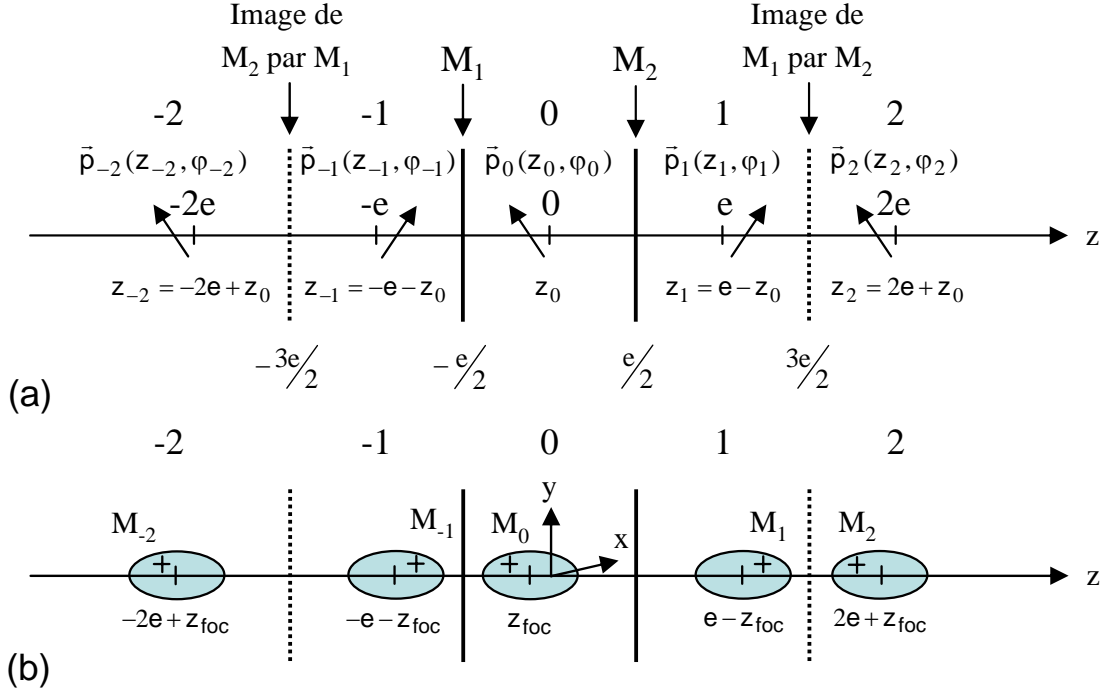 Image de
M₂ par M₁
M₁
M₂
Image de
M₁ par M₂
-2
-1
0
1
2
p⃗₋₂(z₋₂,φ₋₂)
p⃗₋₁(z₋₁,φ₋₁)
p⃗₀(z₀,φ₀)
p⃗₁(z₁,φ₁)
p⃗₂(z₂,φ₂)
-2e
-e
0
e
2e
z
z₋₂ = -2e + z₀
z₋₁ = -e - z₀
z₀
z₁ = e - z₀
z₂ = 2e + z₀
- 3e/2
- e/2
e/2
3e/2
(a)
-2
-1
0
1
2
M₋₂
M₋₁
M₀
y
x
M₁
M₂
z
-2e + z_foc
-e - z_foc
z_foc
e - z_foc
2e + z_foc
(b)